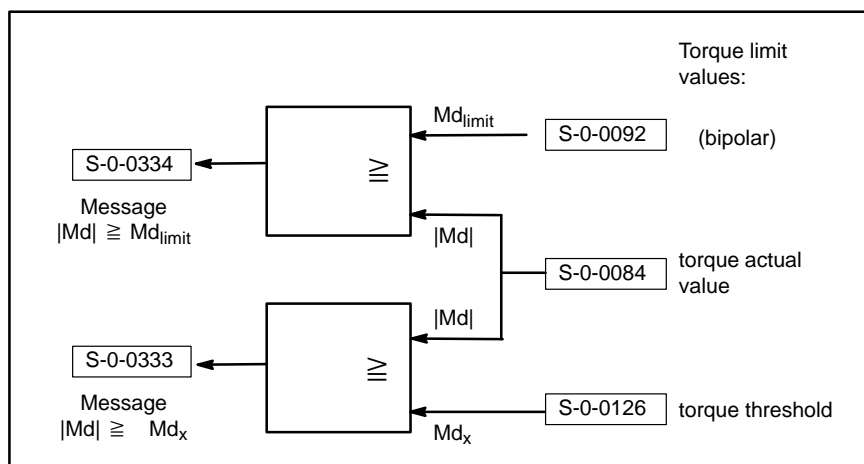 Torque limit
values:
Md_limit
S-0-0092
(bipolar)
S-0-0334
≧
Message
|Md| ≧ Md_limit
|Md|
S-0-0084
torque actual
value
|Md|
S-0-0333
≧
Message
|Md| ≧ Md_x
Md_x
S-0-0126
torque threshold